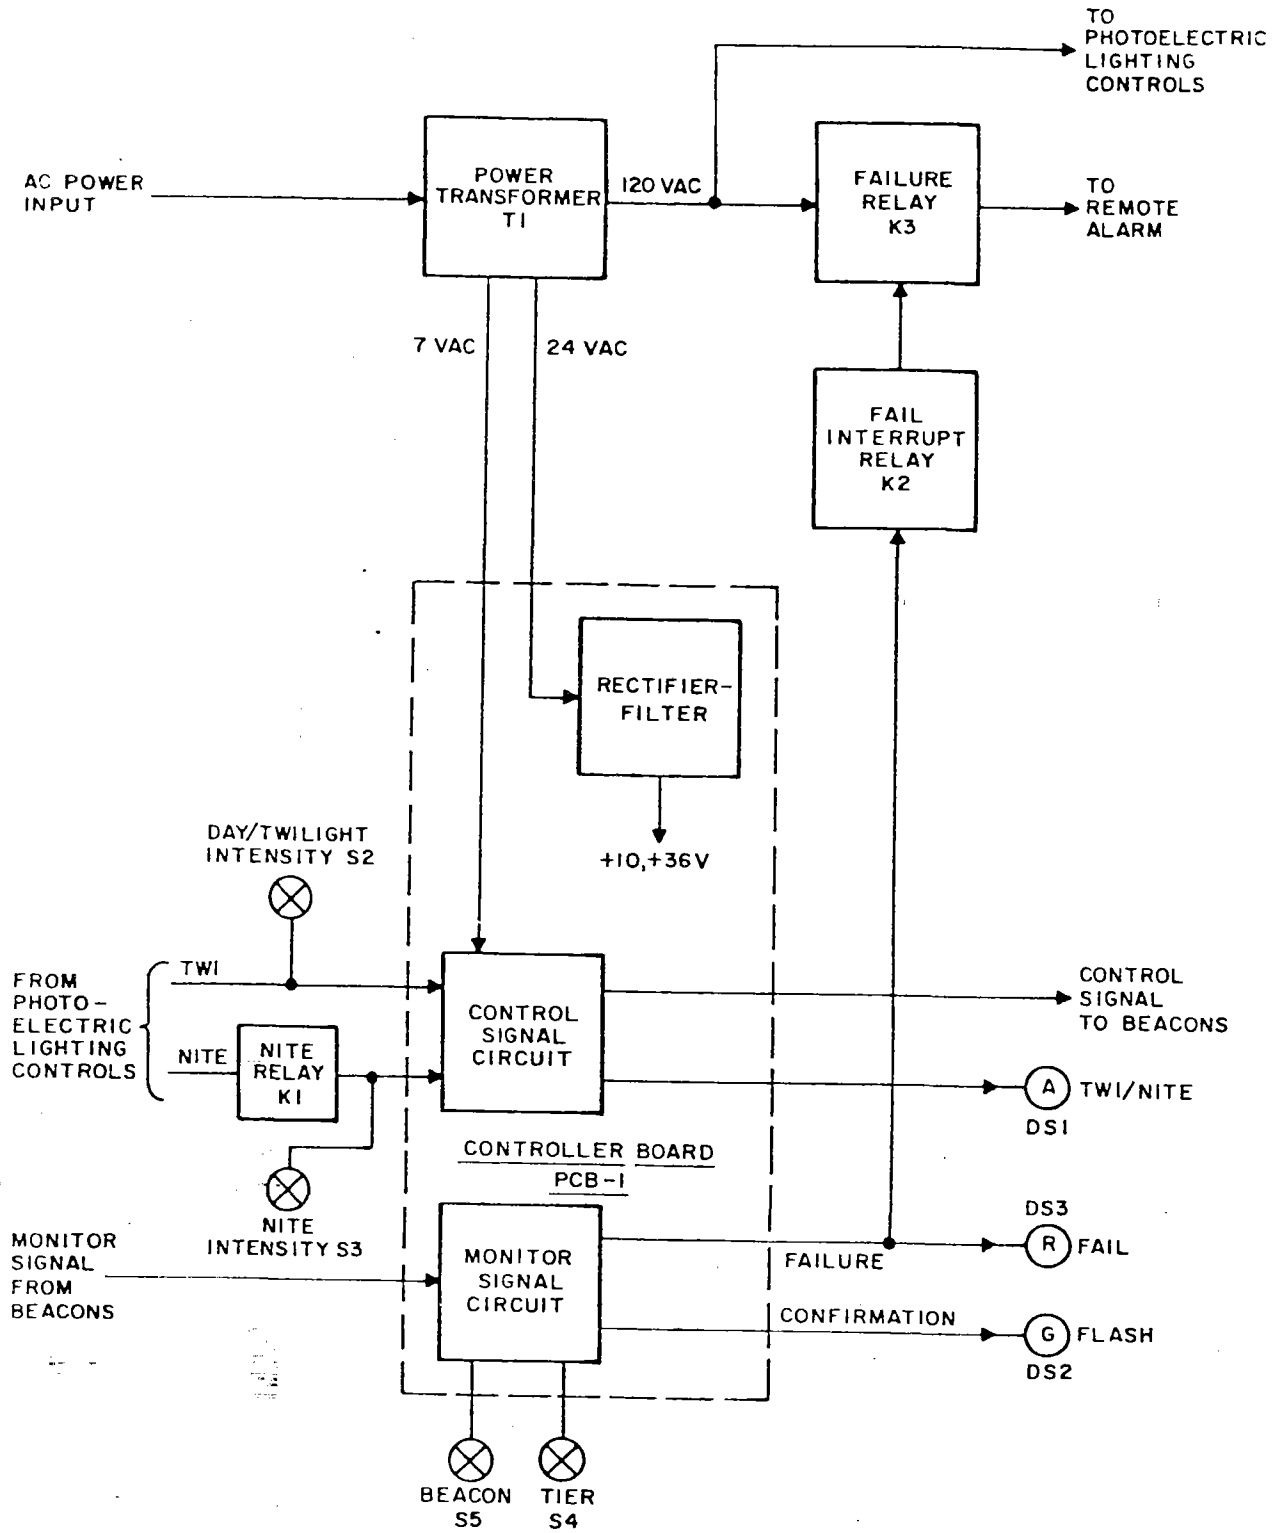 TO
PHOTOELECTRIC
LIGHTING
CONTROLS
AC POWER
INPUT
POWER
TRANSFORMER
T1
120 VAC
FAILURE
RELAY
K3
TO
REMOTE
ALARM
7 VAC
24 VAC
FAIL
INTERRUPT
RELAY
K2
RECTIFIER-
FILTER
+10,+36V
DAY/TWILIGHT
INTENSITY S2
FROM
PHOTO-
ELECTRIC
LIGHTING
CONTROLS
TWI
NITE
NITE
RELAY
K1
CONTROL
SIGNAL
CIRCUIT
CONTROL
SIGNAL
TO BEACONS
A
TWI/NITE
DS1
CONTROLLER BOARD
PCB-1
NITE
INTENSITY S3
MONITOR
SIGNAL
FROM
BEACONS
MONITOR
SIGNAL
CIRCUIT
FAILURE
DS3
R
FAIL
CONFIRMATION
G
FLASH
DS2
BEACON
S5
TIER
S4